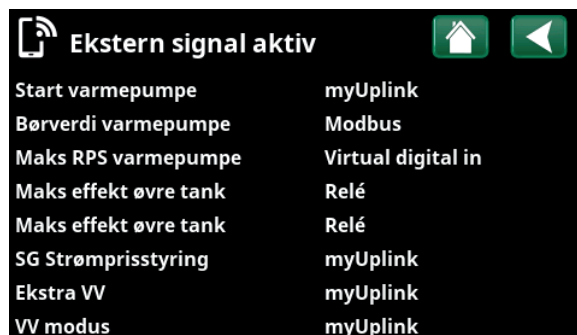 Ekstern signal aktiv
Start varmepumpe myUplink
Børverdi varmepumpe Modbus
Maks RPS varmepumpe Virtual digital in
Maks effekt øvre tank Relé
Maks effekt øvre tank Relé
SG Strømprisstyring myUplink
Ekstra VV myUplink
VV modus myUplink